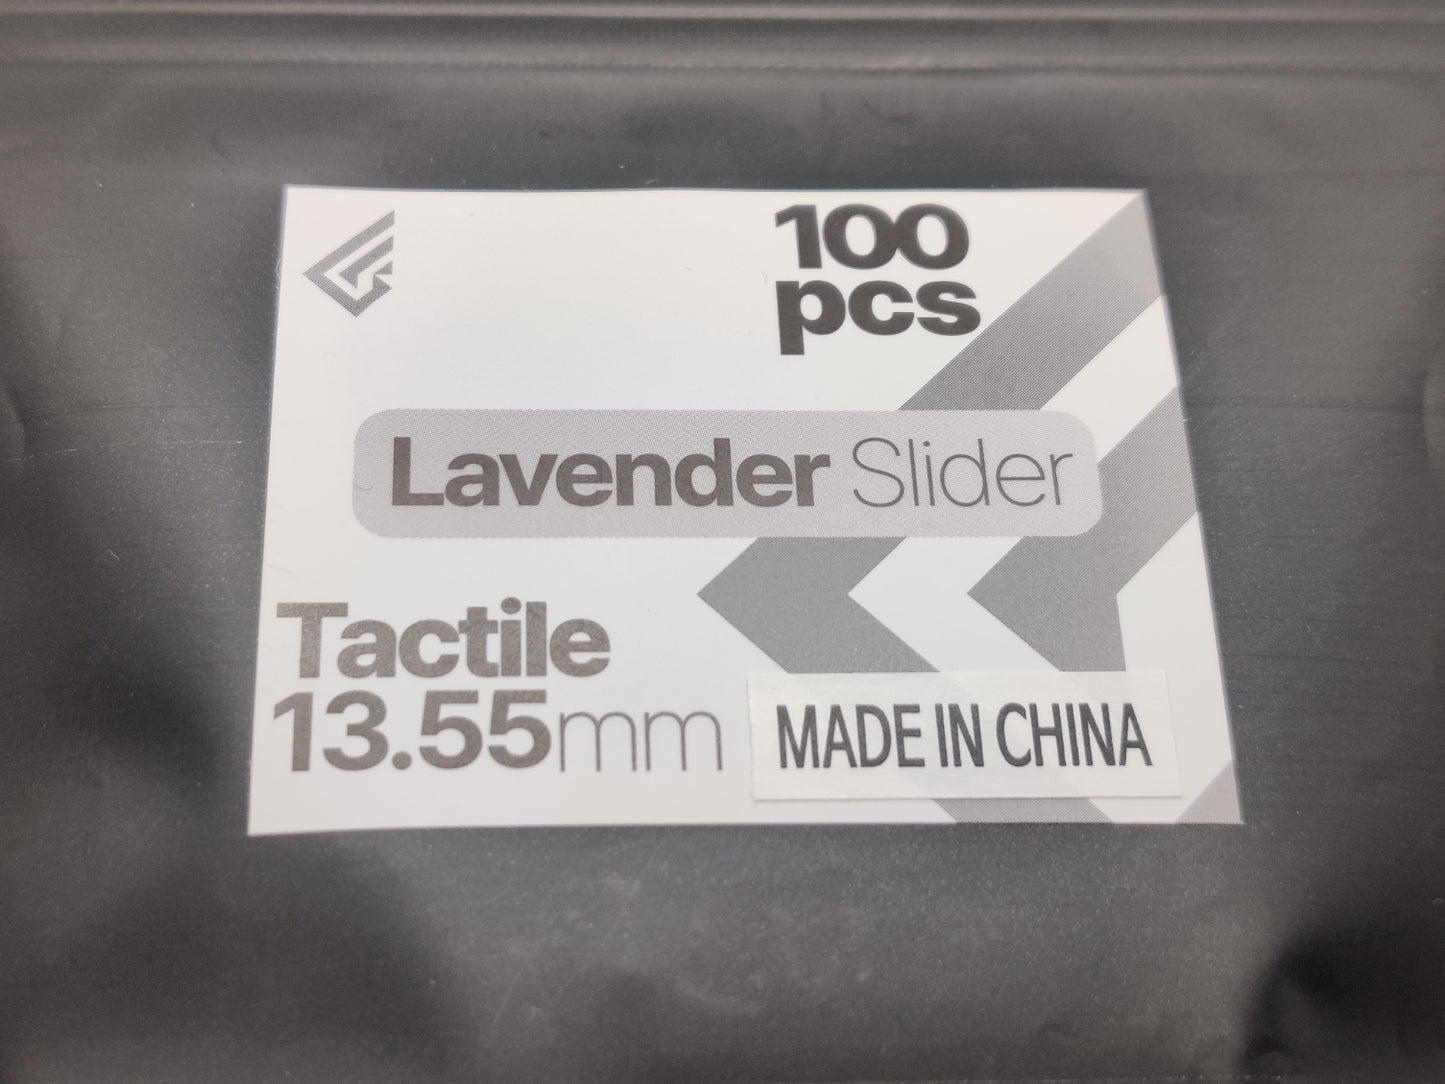 100
pcs
Lavender Slider
Tactile
13.55mm
MADE IN CHINA